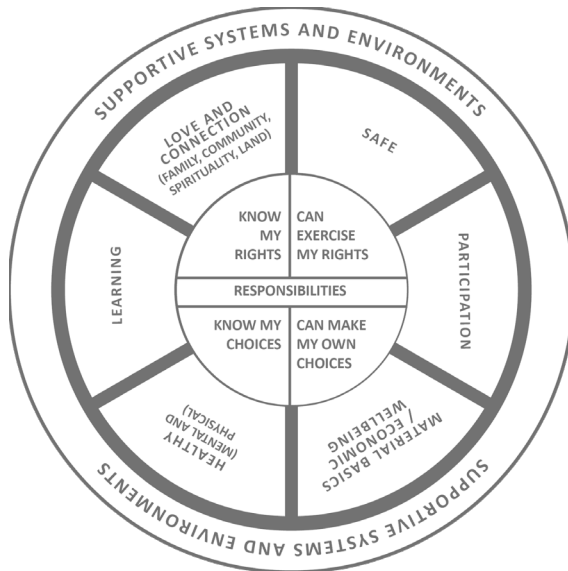 SUPPORTIVE SYSTEMS AND ENVIRONMENTS
LOVE AND
CONNECTION
(FAMILY, COMMUNITY,
SPIRITUALITY, LAND)
SAFE
PARTICIPATION
MATERIAL BASICS
/ ECONOMIC
WELLBEING
HEALTHY
(MENTAL AND
PHYSICAL)
LEARNING
KNOW
MY
RIGHTS
CAN
EXERCISE
MY RIGHTS
RESPONSIBILITIES
KNOW MY
CHOICES
CAN MAKE
MY OWN
CHOICES
SUPPORTIVE SYSTEMS AND ENVIRONMENTS